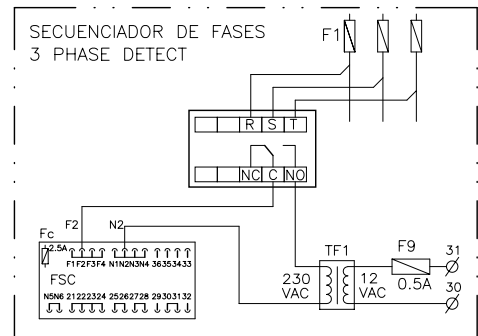 SECUENCIADOR DE FASES
3 PHASE DETECT
F1
R S T
NC C NO
F2 N2
Fc
2.5A
F1F2F3F4 N1N2N3N4 36353433
FSC
N5N6 21222324 25262728 29303132
TF1
230
VAC
12
VAC
F9
0.5A
31
30